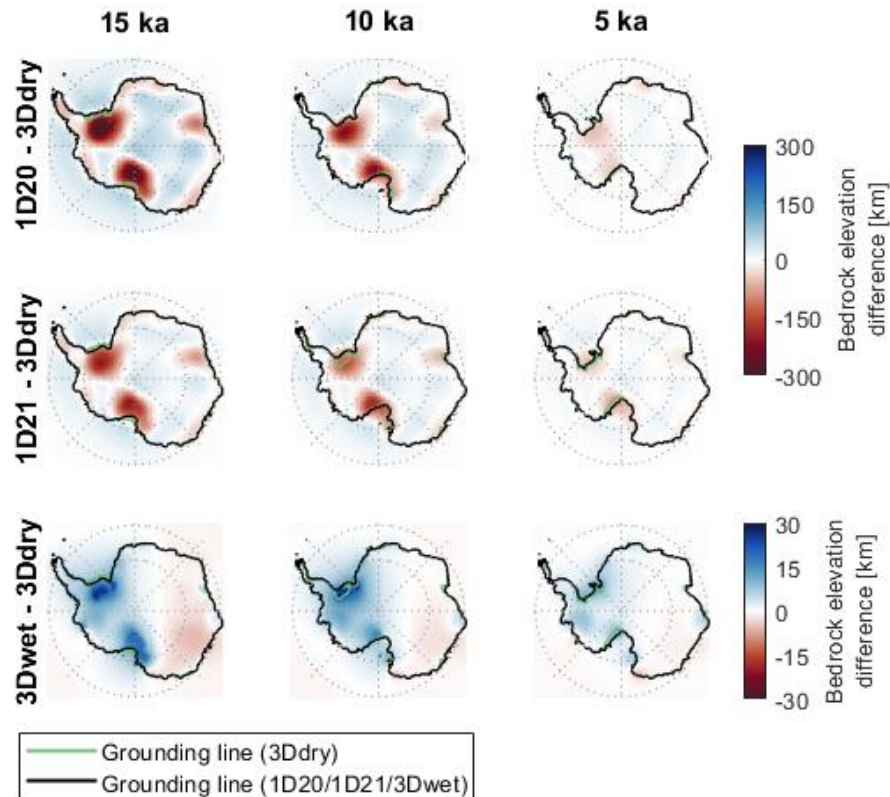 15 ka
10 ka
5 ka
1D20 - 3Ddry
1D21 - 3Ddry
3Dwet - 3Ddry
300
150
0
-150
-300
Bedrock elevation
difference [km]
30
15
0
-15
-30
Bedrock elevation
difference [km]
Grounding line (3Ddry)
Grounding line (1D20/1D21/3Dwet)